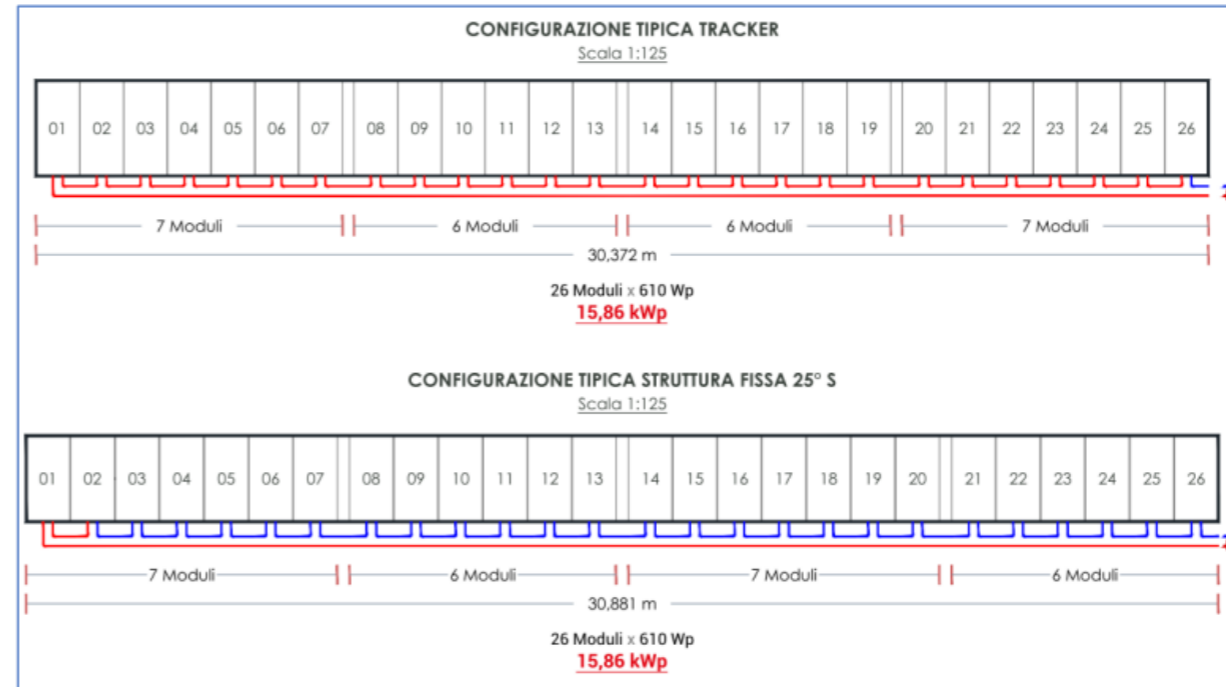 CONFIGURAZIONE TIPICA TRACKER
Scala 1:125
01 02 03 04 05 06 07 08 09 10 11 12 13 14 15 16 17 18 19 20 21 22 23 24 25 26
7 Moduli 6 Moduli 6 Moduli 7 Moduli
30,372 m
26 Moduli x 610 Wp
15,86 kWp
CONFIGURAZIONE TIPICA STRUTTURA FISSA 25° S
Scala 1:125
01 02 03 04 05 06 07 08 09 10 11 12 13 14 15 16 17 18 19 20 21 22 23 24 25 26
7 Moduli 6 Moduli 7 Moduli 6 Moduli
30,881 m
26 Moduli x 610 Wp
15,86 kWp